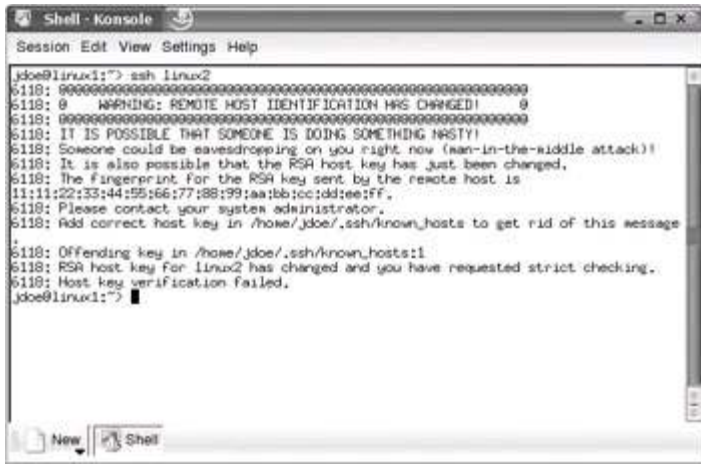 Shell - Konsole
Session Edit View Settings Help
jdoe@linux1:~> ssh linux2
6118: @@@@@@@@@@@@@@@@@@@@@@@@@@@@@@@@@@@@@@@@@@@@@@@@@@@@@@@@@@@
6118: @    WARNING: REMOTE HOST IDENTIFICATION HAS CHANGED!     @
6118: @@@@@@@@@@@@@@@@@@@@@@@@@@@@@@@@@@@@@@@@@@@@@@@@@@@@@@@@@@@
6118: IT IS POSSIBLE THAT SOMEONE IS DOING SOMETHING NASTY!
6118: Someone could be eavesdropping on you right now (man-in-the-middle attack)!
6118: It is also possible that the RSA host key has just been changed.
6118: The fingerprint for the RSA key sent by the remote host is
11:11:22:33:44:55:66:77:88:99:aa:bb:cc:dd:ee:ff.
6118: Please contact your system administrator.
6118: Add correct host key in /home/jdoe/.ssh/known_hosts to get rid of this message
.
6118: Offending key in /home/jdoe/.ssh/known_hosts:1
6118: RSA host key for linux2 has changed and you have requested strict checking.
6118: Host key verification failed.
jdoe@linux1:~>
New Shell